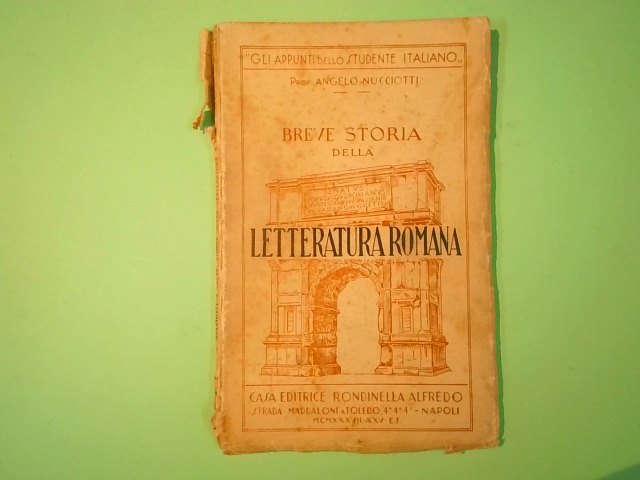 "GLI APPUNTI DELLO STUDENTE ITALIANO"
PROF. ANGELO NUCCIOTTI
BREVE STORIA
DELLA
SENATVS
LETTERATURA ROMANA
CASA EDITRICE RONDINELLA ALFREDO
STRADA MADDALONI A TOLEDO, - NAPOLI
MCMXXXVII-A.XV E.F.